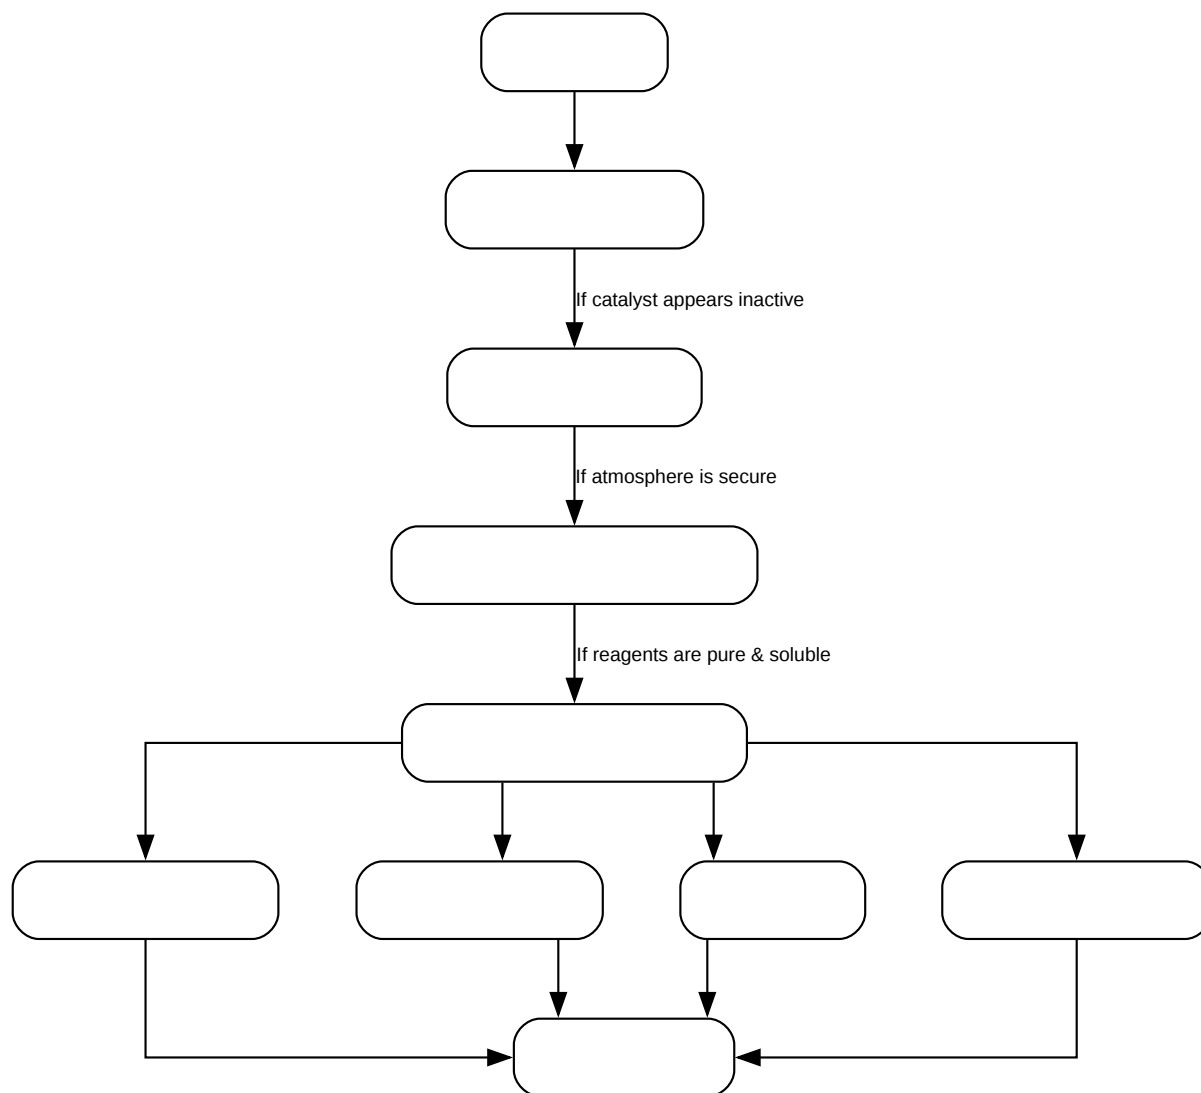 If catalyst appears inactive
If atmosphere is secure
If reagents are pure & soluble